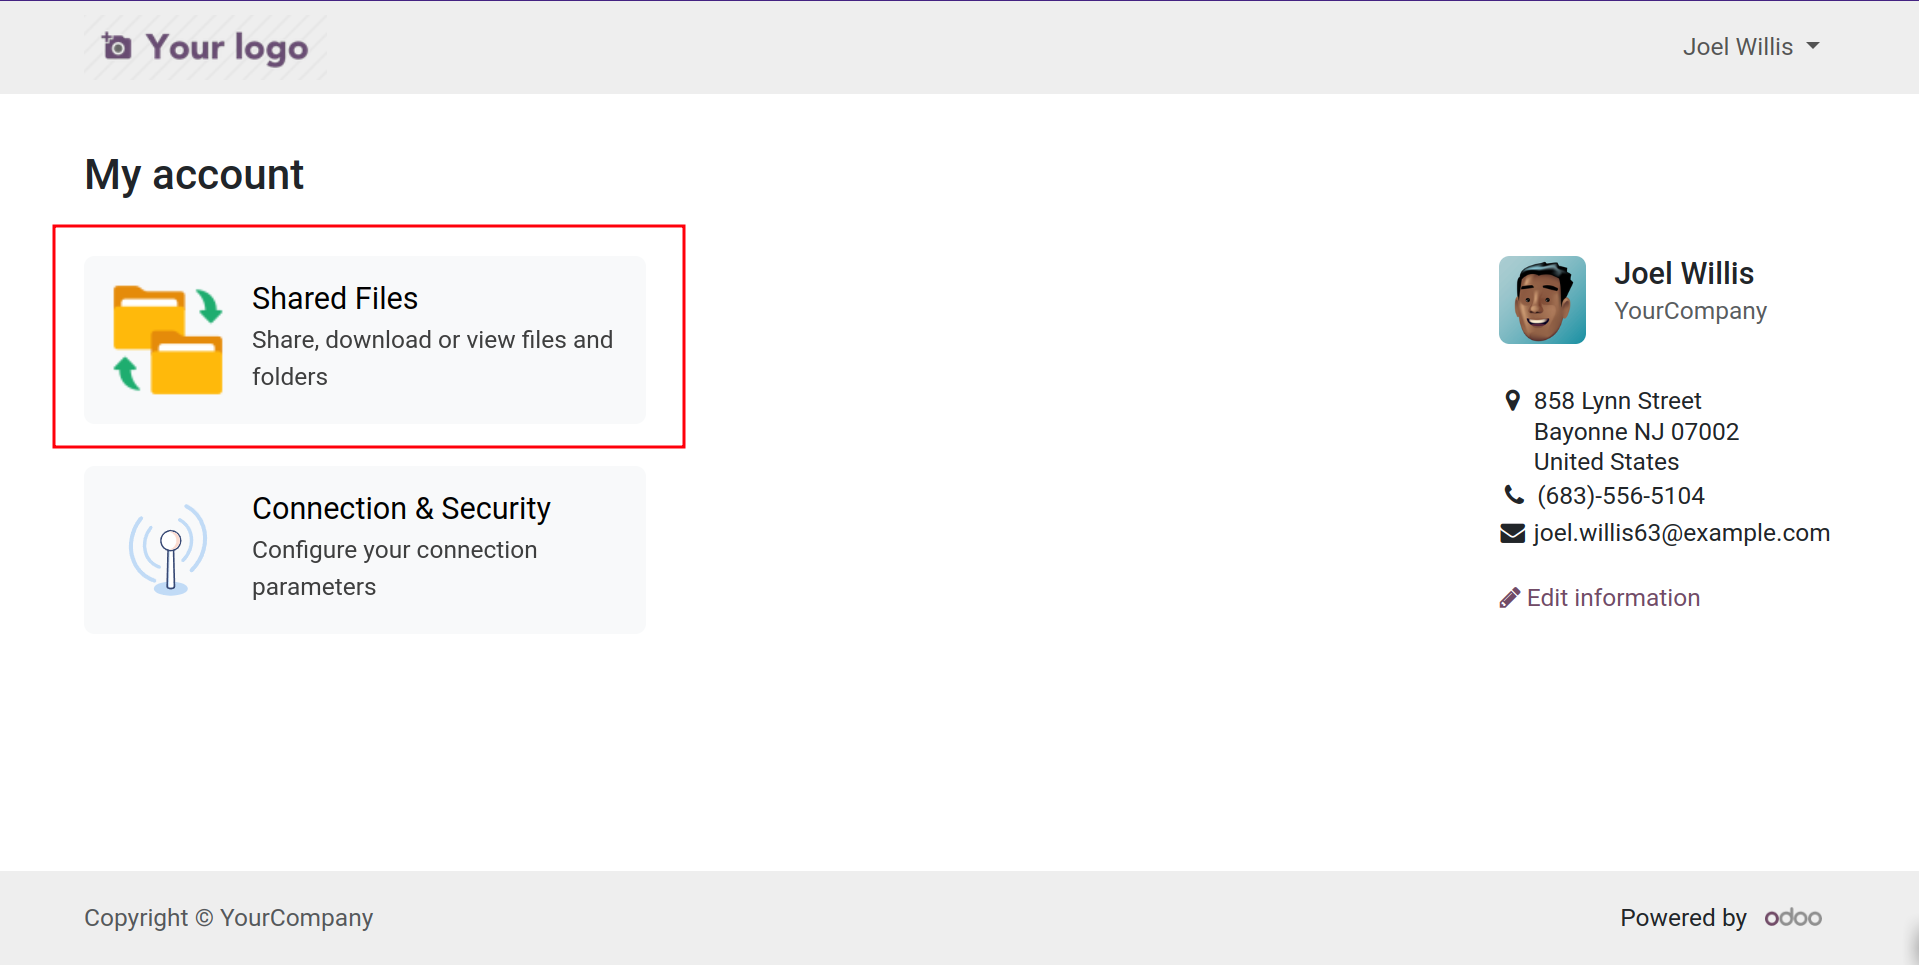 Your logo
Joel Willis
My account
Shared Files
Share, download or view files and
folders
Connection & Security
Configure your connection
parameters
Joel Willis
YourCompany
858 Lynn Street
Bayonne NJ 07002
United States
(683)-556-5104
joel.willis63@example.com
Edit information
Copyright © YourCompany
Powered by odoo